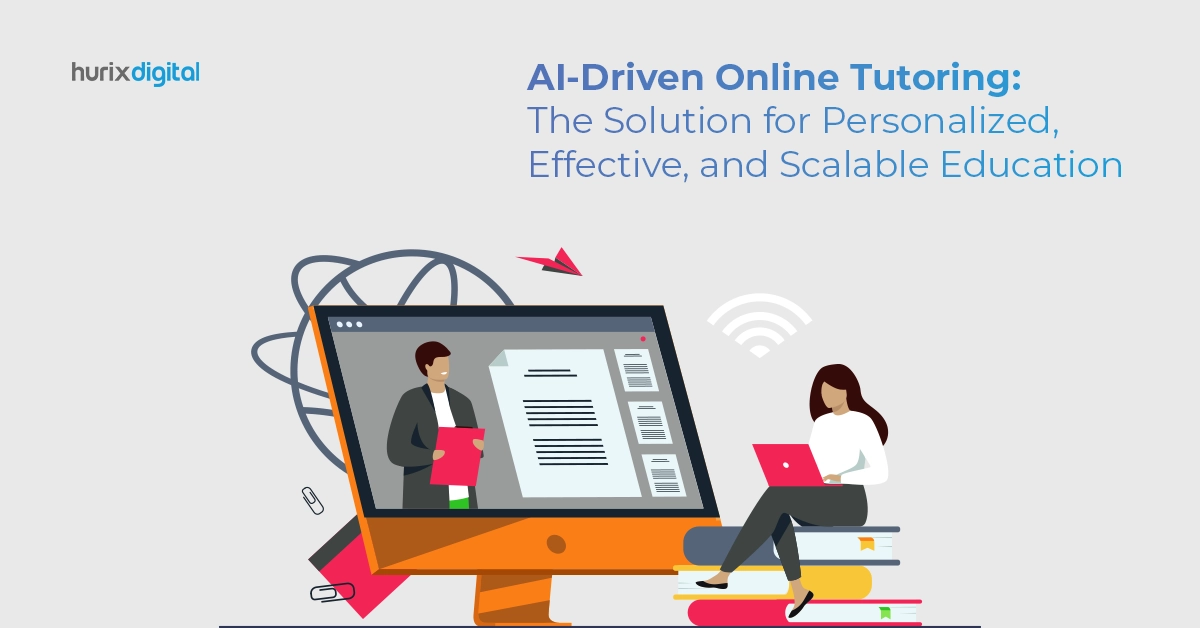 hurixdigital
AI-Driven Online Tutoring:
The Solution for Personalized,
Effective, and Scalable Education